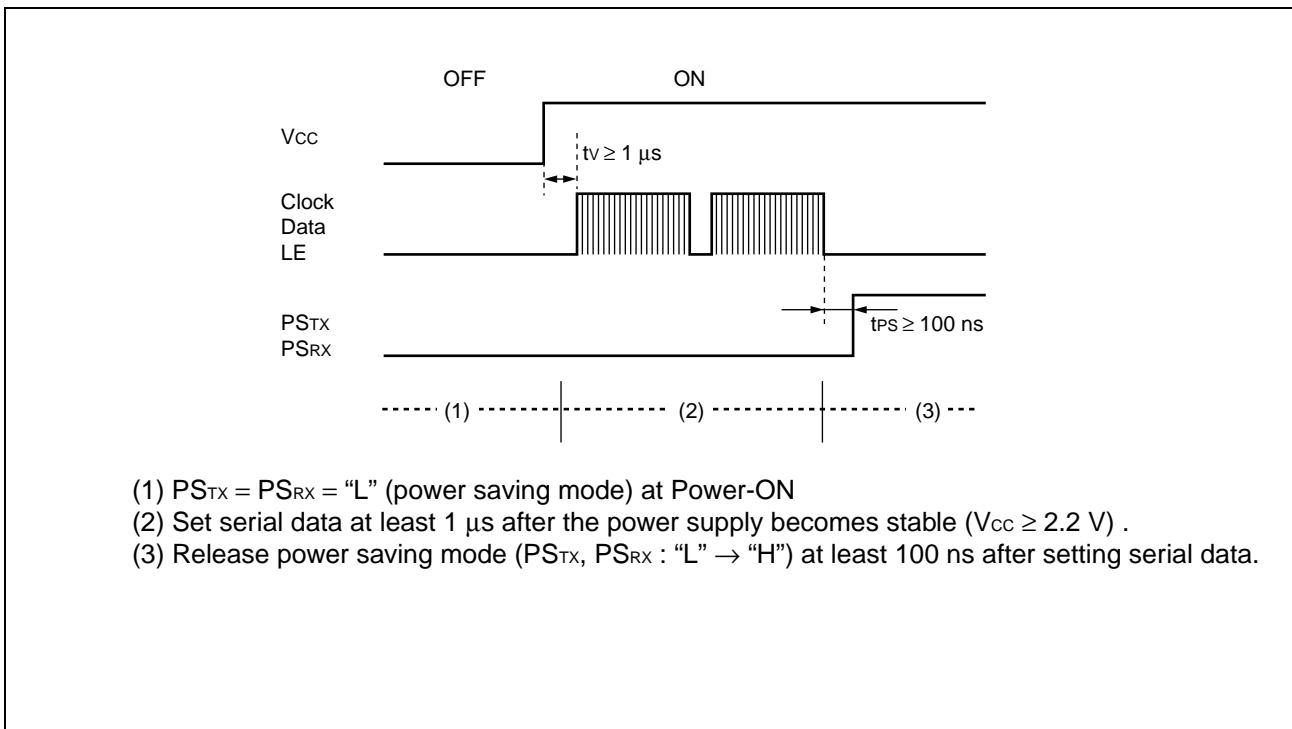 OFF ON
VCC
tV ≥ 1 µs
Clock
Data
LE
PSTX
PSRX
tPS ≥ 100 ns
(1) (2) (3)
(1) PSTX = PSRX = “L” (power saving mode) at Power-ON
(2) Set serial data at least 1 µs after the power supply becomes stable (VCC ≥ 2.2 V) .
(3) Release power saving mode (PSTX, PSRX : “L” → “H”) at least 100 ns after setting serial data.